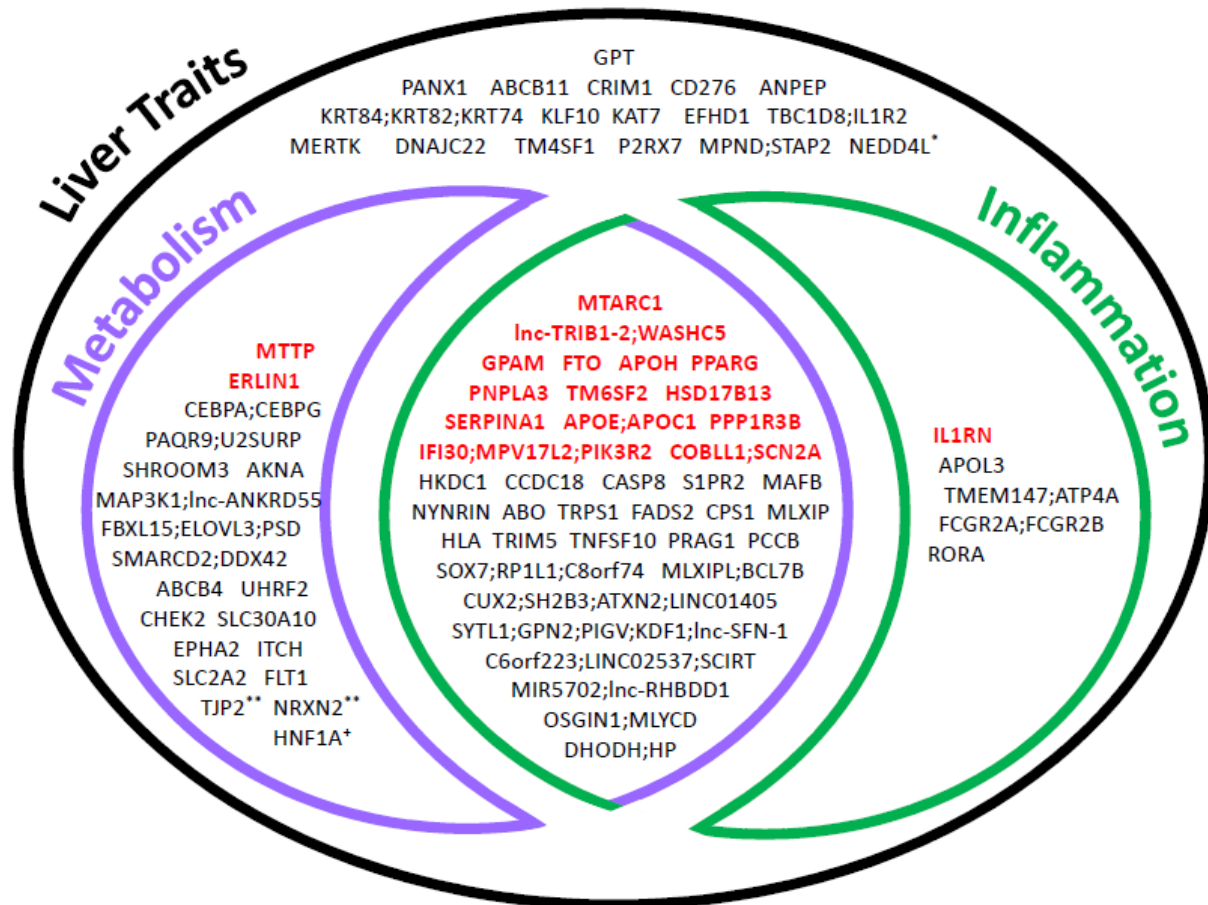 Liver Traits
GPT
PANX1 ABCB11 CRIM1 CD276 ANPEP
KRT84;KRT82;KRT74 KLF10 KAT7 EFHD1 TBC1D8;IL1R2
MERTK DNAJC22 TM4SF1 P2RX7 MPND;STAP2 NEDD4L*
Metabolism
MTTP
ERLIN1
CEBPA;CEBPG
PAQR9;U2SURP
SHROOM3 AKNA
MAP3K1;lnc-ANKRD55
FBXL15;ELOVL3;PSD
SMARCD2;DDX42
ABCB4 UHRF2
CHEK2 SLC30A10
EPHA2 ITCH
SLC2A2 FLT1
TJP2** NRXN2**
HNF1A+
MTARC1
lnc-TRIB1-2;WASHC5
GPAM FTO APOH PPARG
PNPLA3 TM6SF2 HSD17B13
SERPINA1 APOE;APOC1 PPP1R3B
IFI30;MPV17L2;PIK3R2 COBLL1;SCN2A
HKDC1 CCDC18 CASP8 S1PR2 MAFB
NYNRIN ABO TRPS1 FADS2 CPS1 MLXIP
HLA TRIM5 TNFSF10 PRAG1 PCCB
SOX7;RP1L1;C8orf74 MLXIPL;BCL7B
CUX2;SH2B3;ATXN2;LINC01405
SYTL1;GPN2;PIGV;KDF1;lnc-SFN-1
C6orf223;LINC02537;SCIRT
MIR5702;lnc-RHBDD1
OSGIN1;MLYCD
DHODH;HP
Inflammation
IL1RN
APOL3
TMEM147;ATP4A
FCGR2A;FCGR2B
RORA